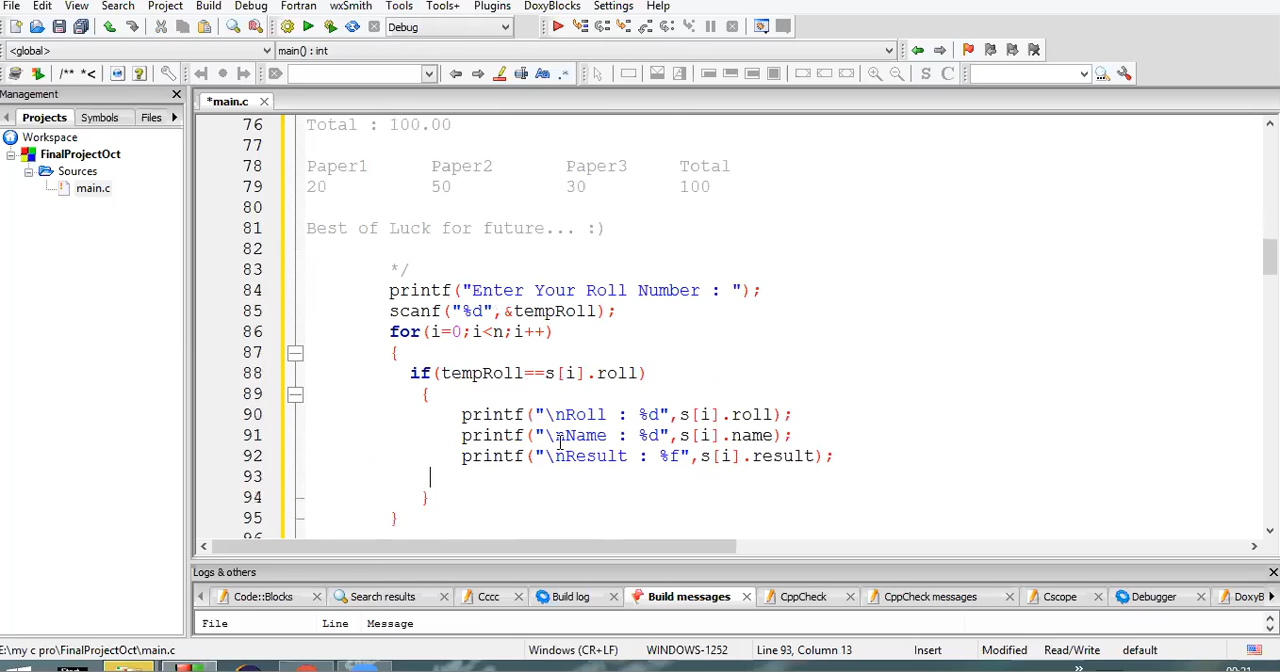 File Edit View Search Project Build Debug Fortran wxSmith Tools Tools+ Plugins DoxyBlocks Settings Help
Debug
<global> main() : int
/** *<
S C
Management
*main.c
Projects Symbols Files
Workspace
FinalProjectOct
Sources
main.c
76 Total : 100.00
77
78 Paper1 Paper2 Paper3 Total
79 20 50 30 100
80
81 Best of Luck for future... :)
82
83 */
84 printf("Enter Your Roll Number : ");
85 scanf("%d",&tempRoll);
86 for(i=0;i<n;i++)
87 {
88 if(tempRoll==s[i].roll)
89 {
90 printf("\nRoll : %d",s[i].roll);
91 printf("\nName : %d",s[i].name);
92 printf("\nResult : %f",s[i].result);
93
94 }
95 }
Logs & others
Code::Blocks Search results Cccc Build log Build messages CppCheck CppCheck messages Cscope Debugger DoxyB
File Line Message
E:\my c pro\FinalProjectOct\main.c Windows (CR+LF) WINDOWS-1252 Line 93, Column 13 Insert Modified Read/Write default